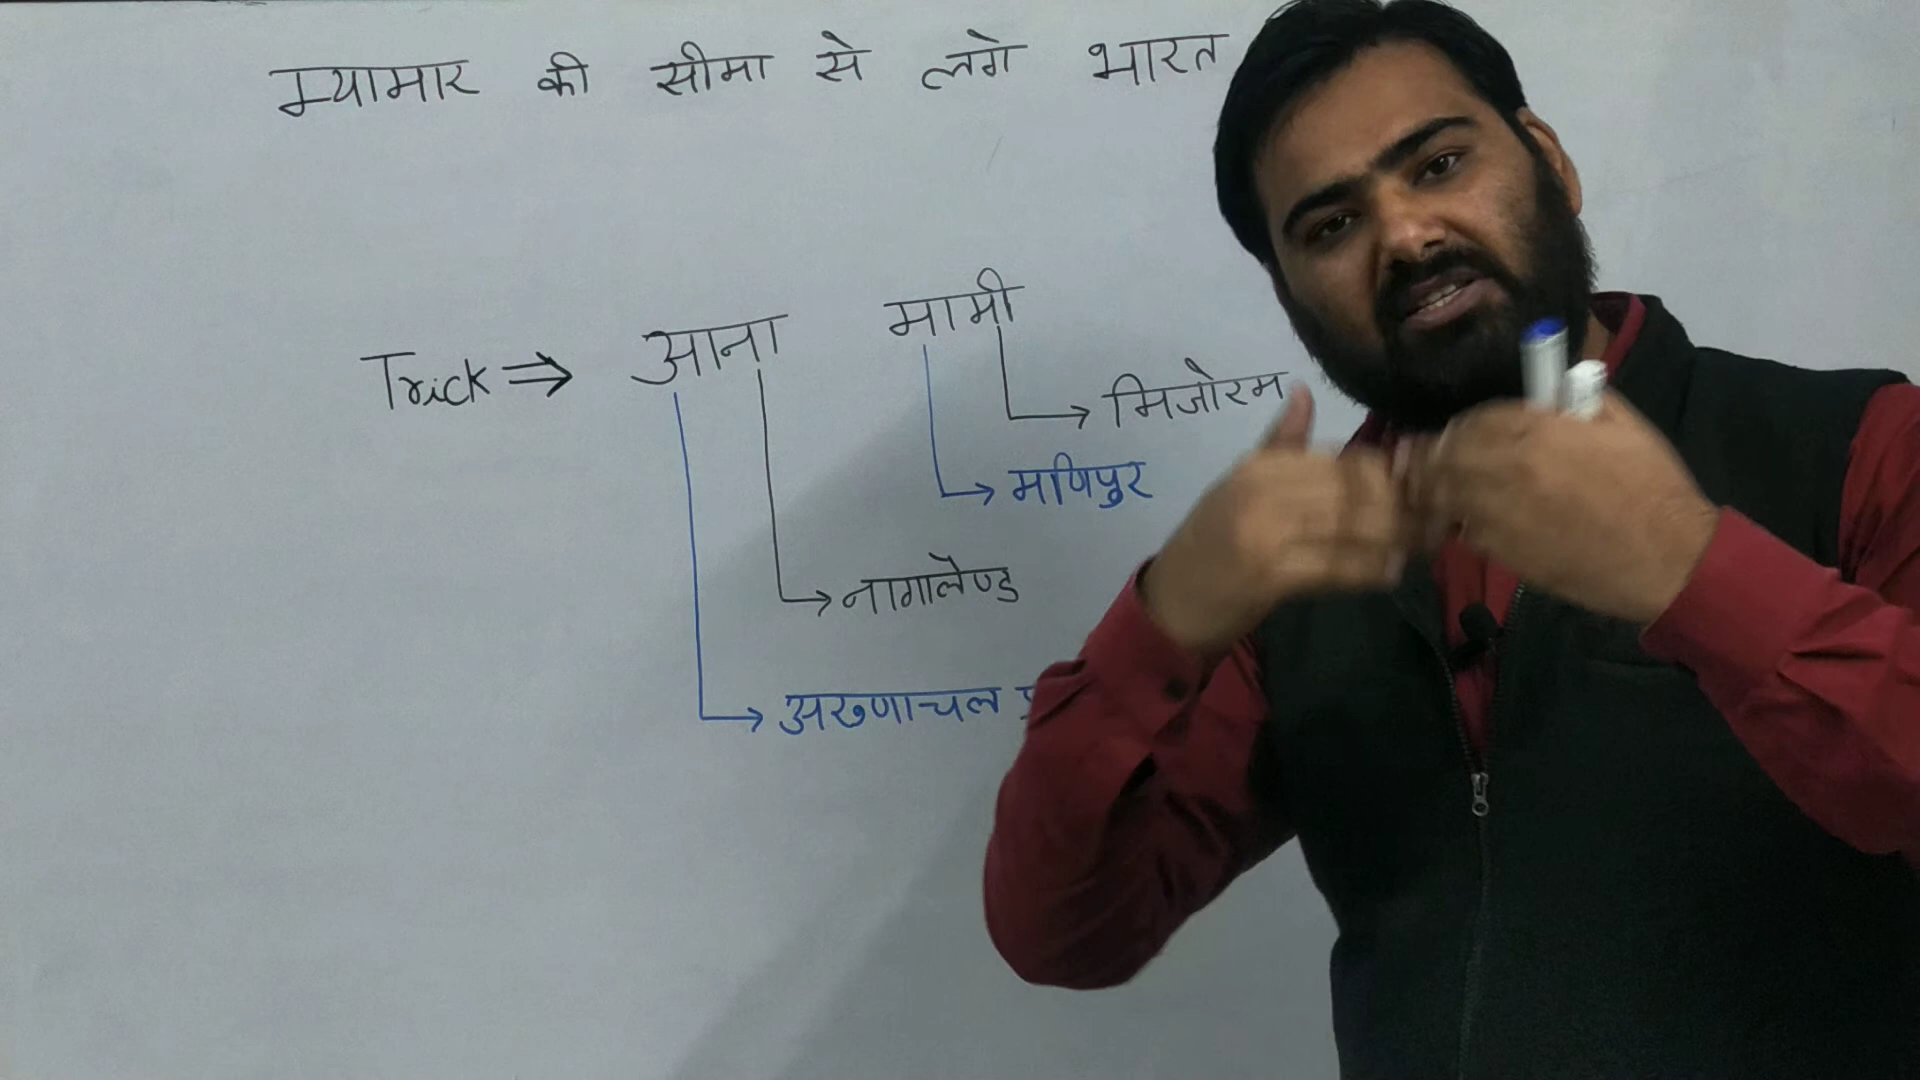 म्यामार की सीमा से लगे भारत
Trick ⇒ आना मामी
→ मिजोरम
→ मणिपुर
→ नागालैण्ड
→ अरुणाचल